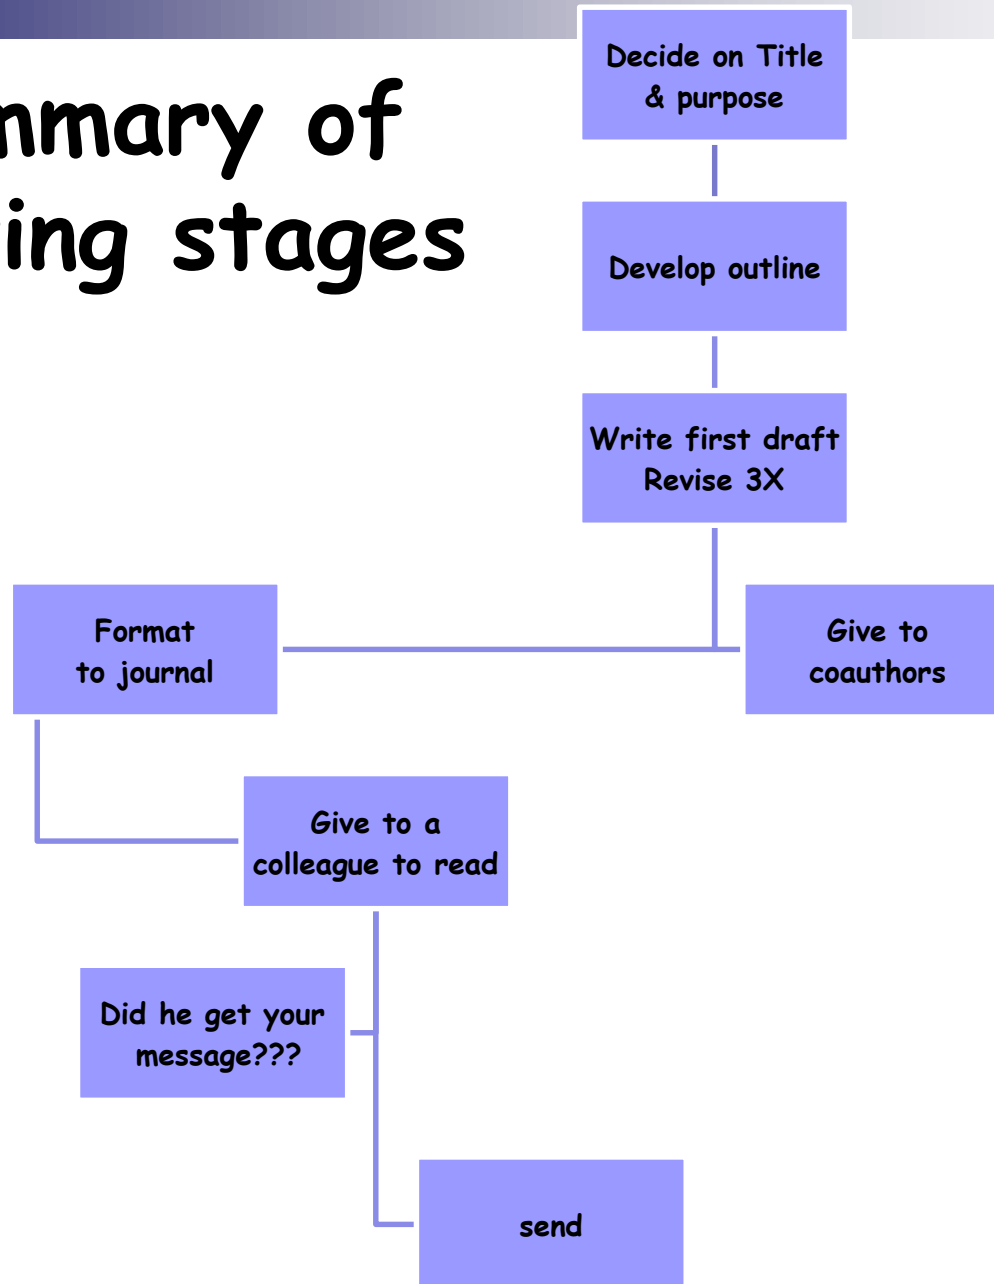 mmary of
ing stages
Decide on Title
& purpose
Develop outline
Write first draft
Revise 3X
Format
to journal
Give to
coauthors
Give to a
colleague to read
Did he get your
message???
send